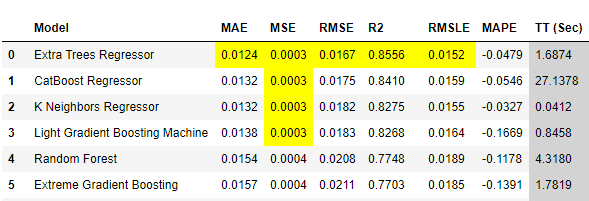 Model MAE MSE RMSE R2 RMSLE MAPE TT (Sec)
0 Extra Trees Regressor 0.0124 0.0003 0.0167 0.8556 0.0152 -0.0479 1.6874
1 CatBoost Regressor 0.0132 0.0003 0.0175 0.8410 0.0159 -0.0546 27.1378
2 K Neighbors Regressor 0.0132 0.0003 0.0182 0.8275 0.0155 -0.0327 0.0412
3 Light Gradient Boosting Machine 0.0138 0.0003 0.0183 0.8268 0.0164 -0.1669 0.8458
4 Random Forest 0.0154 0.0004 0.0208 0.7748 0.0189 -0.1178 4.3180
5 Extreme Gradient Boosting 0.0157 0.0004 0.0211 0.7703 0.0185 -0.1391 1.7819